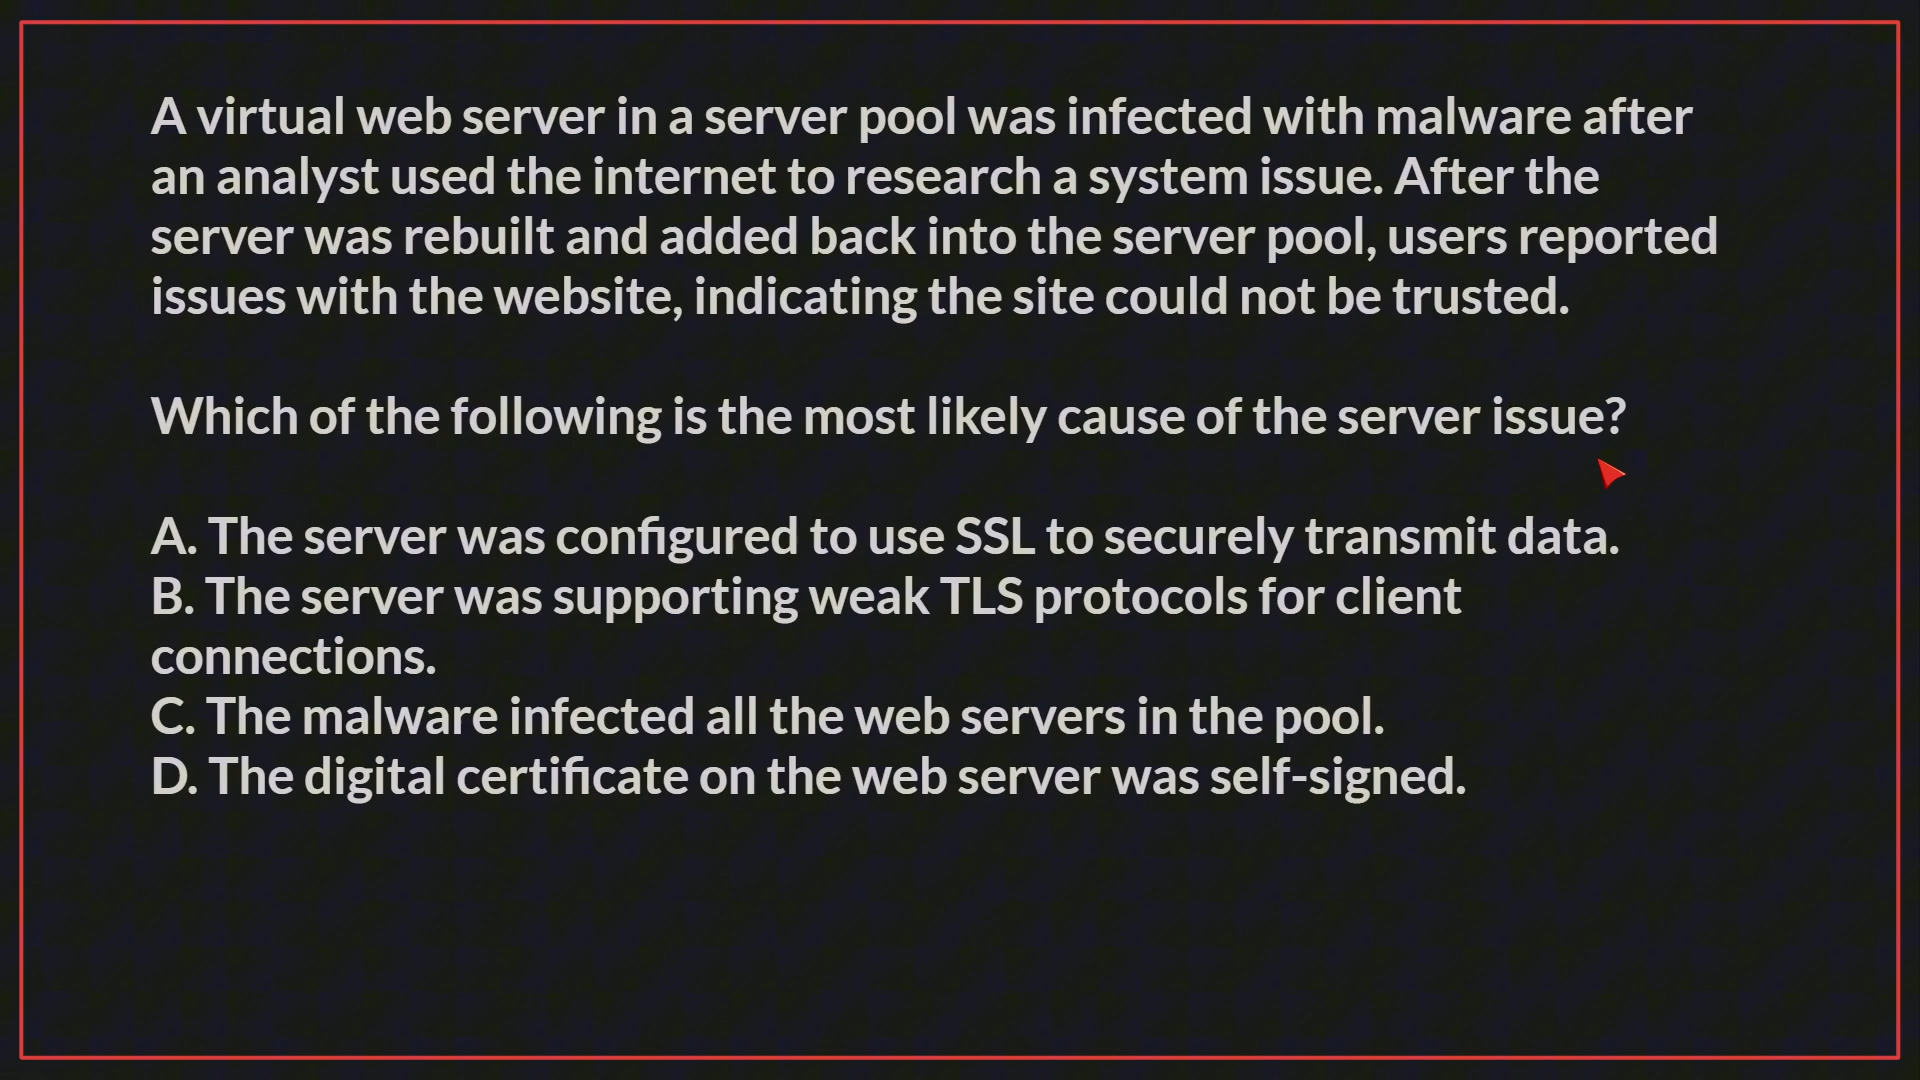 A virtual web server in a server pool was infected with malware after
an analyst used the internet to research a system issue. After the
server was rebuilt and added back into the server pool, users reported
issues with the website, indicating the site could not be trusted.
Which of the following is the most likely cause of the server issue?
A. The server was configured to use SSL to securely transmit data.
B. The server was supporting weak TLS protocols for client
connections.
C. The malware infected all the web servers in the pool.
D. The digital certificate on the web server was self-signed.